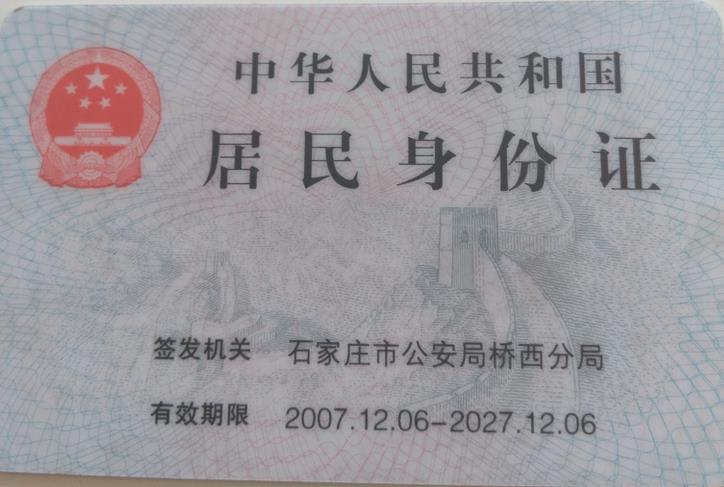 中华人民共和国
居民身份证
签发机关 石家庄市公安局桥西分局
有效期限 2007.12.06-2027.12.06